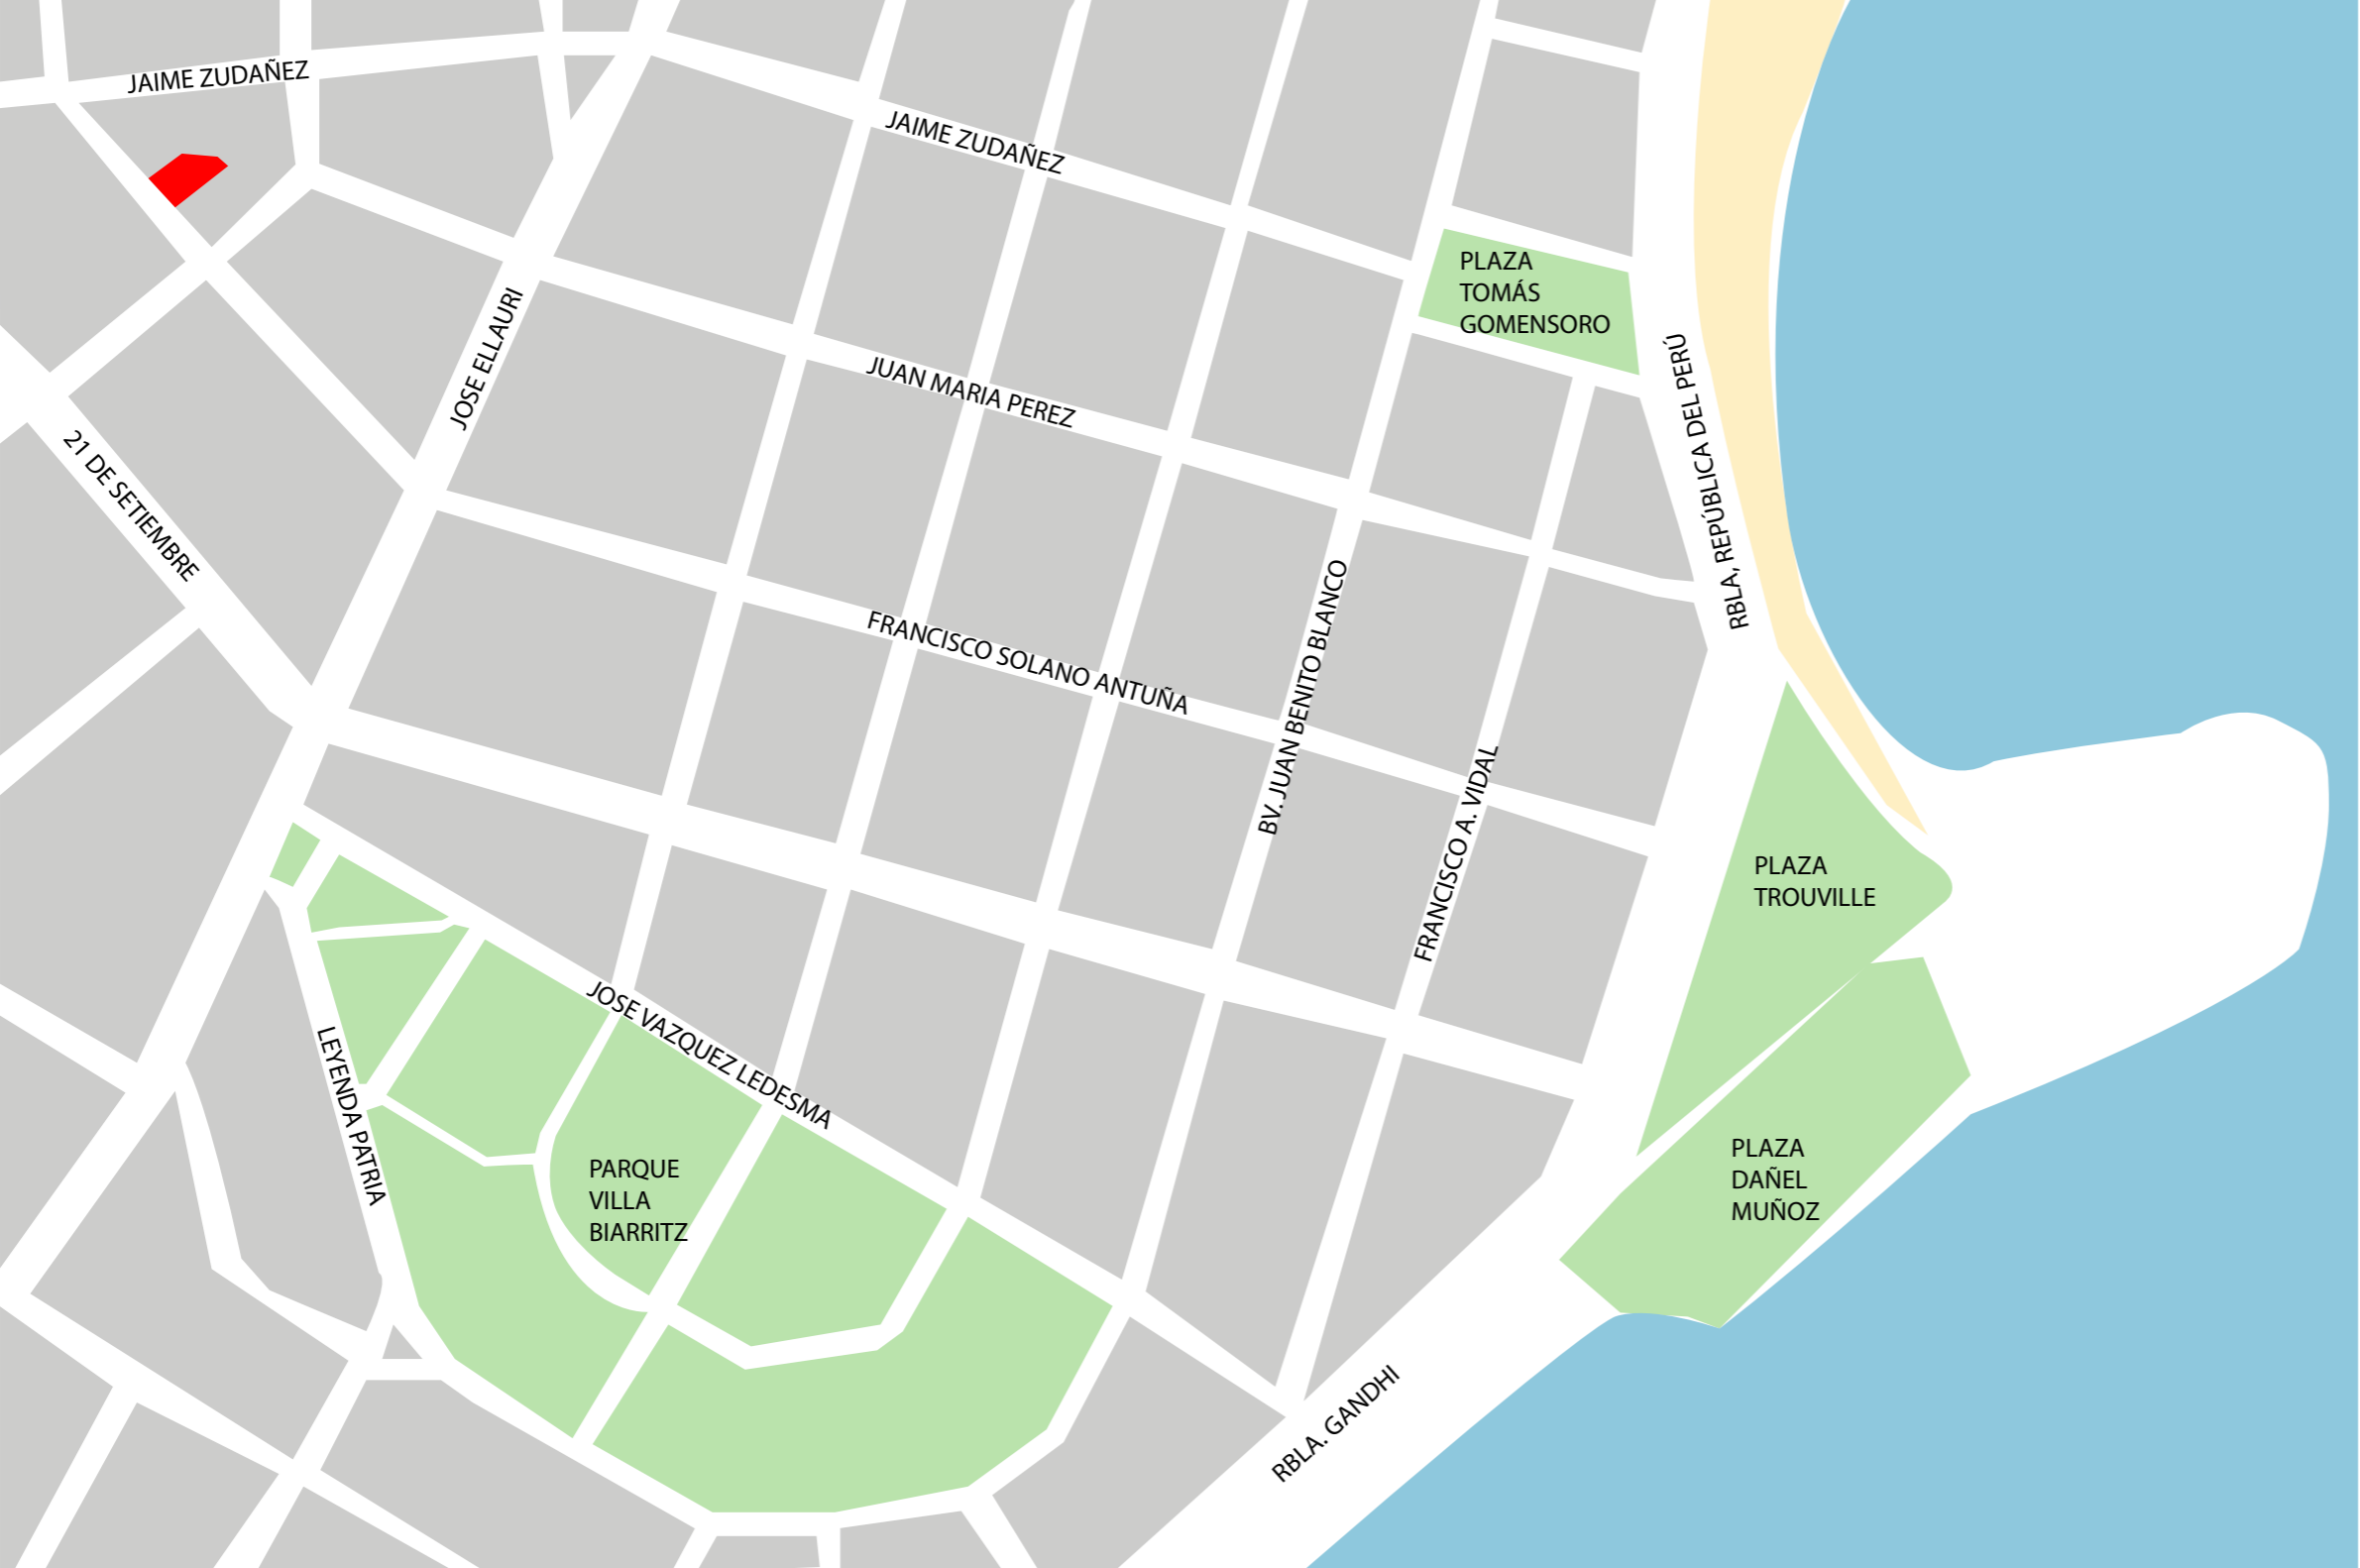 JAIME ZUDAÑEZ
JAIME ZUDAÑEZ
PLAZA
TOMÁS
GOMENSORO
JOSE ELLAURI
JUAN MARIA PEREZ
RBLA, REPÚBLICA DEL PERÚ
21 DE SETIEMBRE
FRANCISCO SOLANO ANTUÑA
BV. JUAN BENITO BLANCO
FRANCISCO A. VIDAL
PLAZA
TROUVILLE
JOSE VAZQUEZ LEDESMA
LEYENDA PATRIA
PARQUE
VILLA
BIARRITZ
PLAZA
DAÑEL
MUÑOZ
RBLA. GANDHI